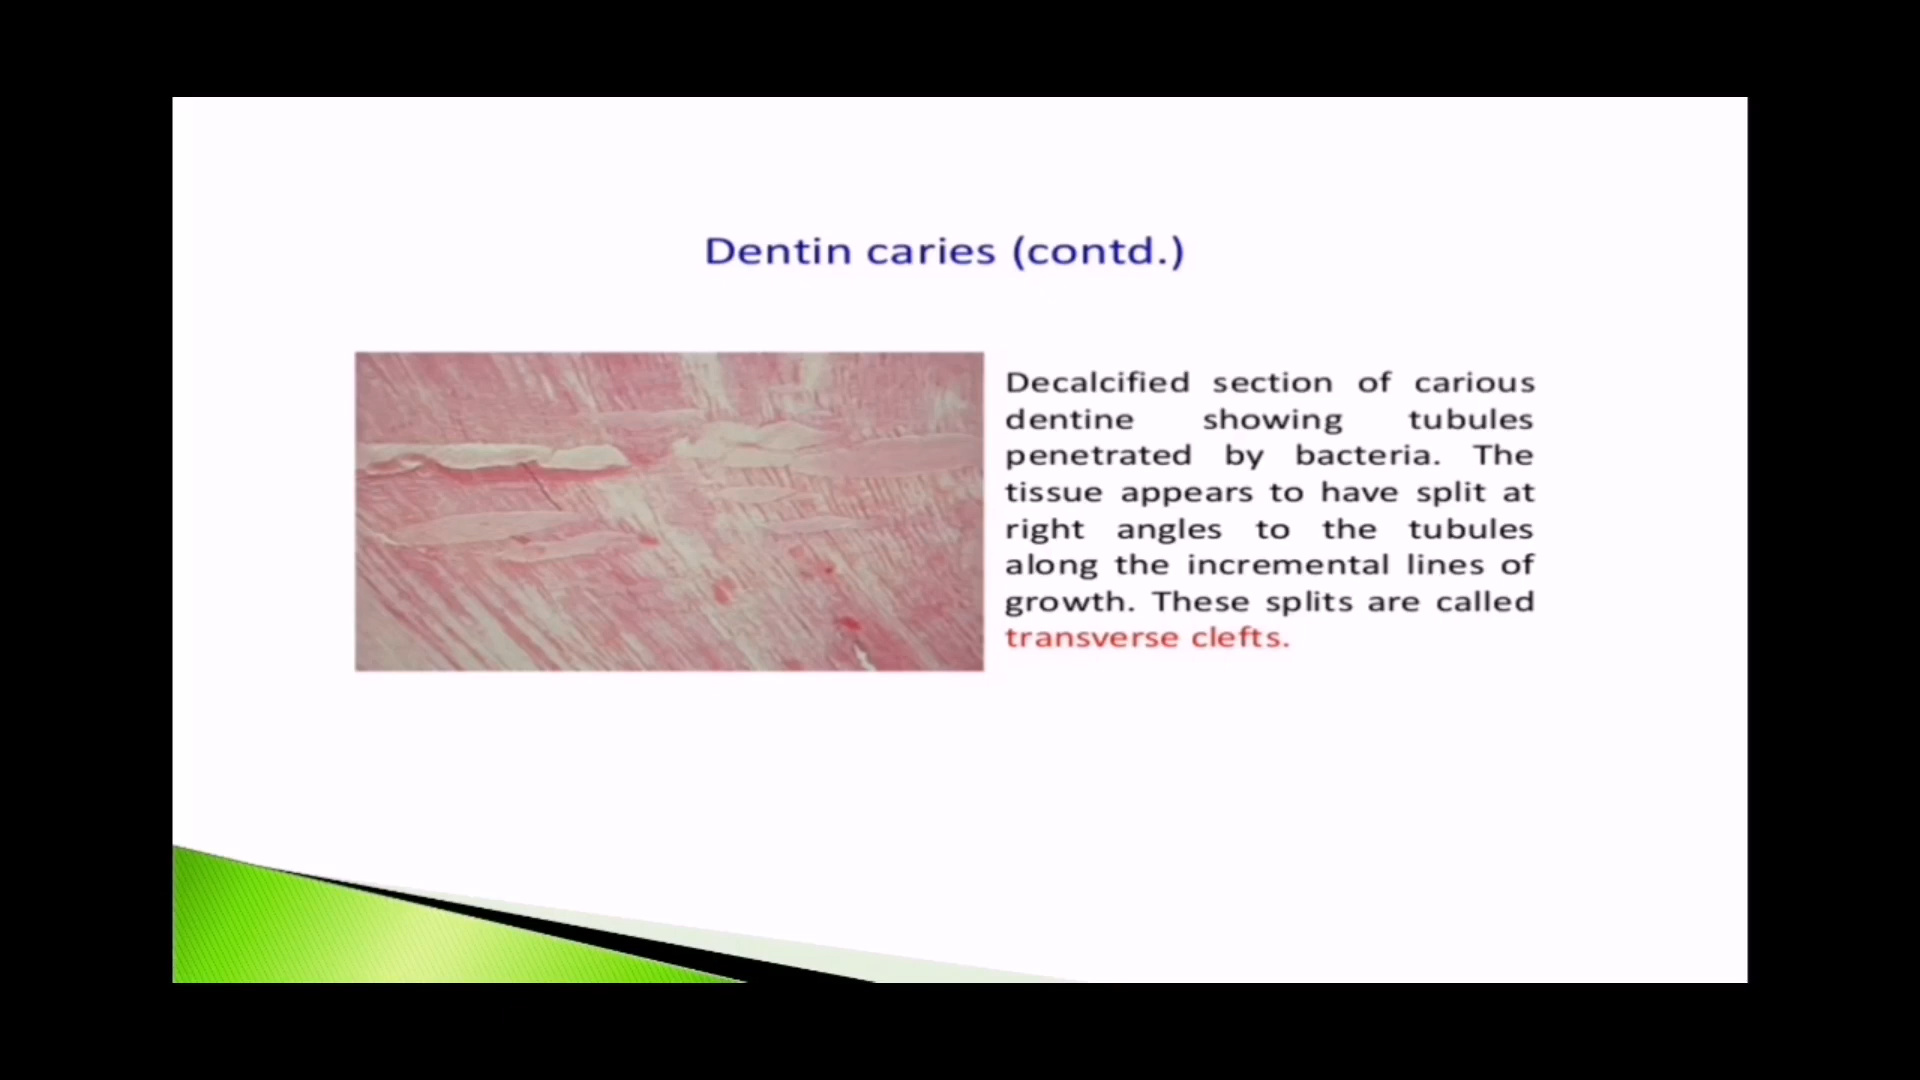 Dentin caries (contd.)
Decalcified section of carious
dentine showing tubules
penetrated by bacteria. The
tissue appears to have split at
right angles to the tubules
along the incremental lines of
growth. These splits are called
transverse clefts.